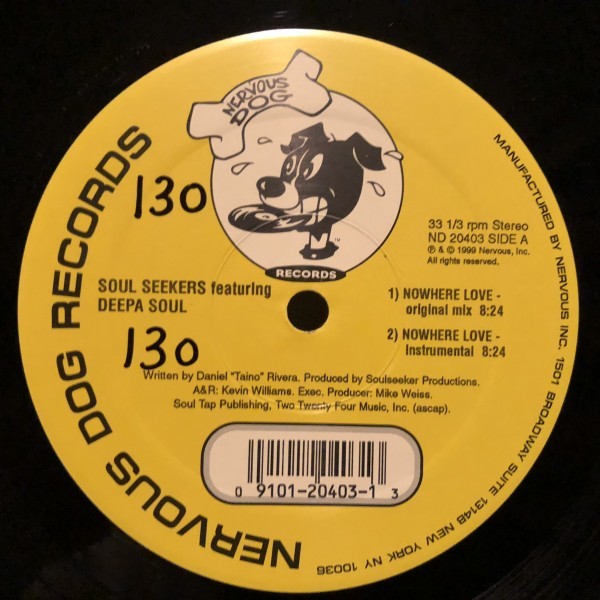 NERVOUS
DOG
™
RECORDS
NERVOUS DOG RECORDS
130
33 1/3 rpm Stereo
ND 20403 SIDE A
℗ & © 1999 Nervous, Inc.
All rights reserved.
SOUL SEEKERS featuring
DEEPA SOUL
1) NOWHERE LOVE -
original mix 8:24
2) NOWHERE LOVE -
Instrumental 8:24
130
Written by Daniel "Taino" Rivera. Produced by Soulseeker Productions.
A&R: Kevin Williams. Exec. Producer: Mike Weiss.
Soul Tap Publishing, Two Twenty Four Music, Inc. (ascap).
0 9101-20403-1 3
MANUFACTURED BY NERVOUS INC. 1501 BROADWAY SUITE 1314B NEW YORK NY 10036